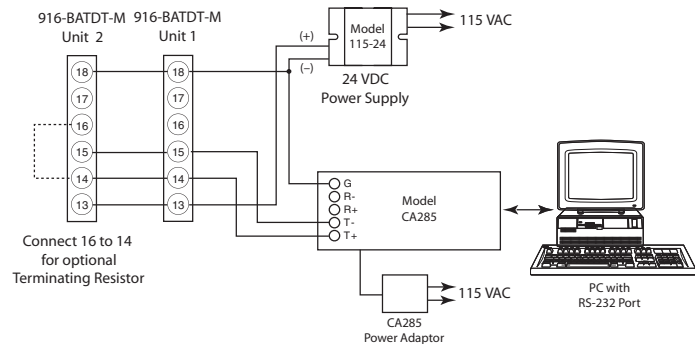 916-BATDT-M
Unit 2
916-BATDT-M
Unit 1
18
17
16
15
14
13
18
17
16
15
14
13
Connect 16 to 14
for optional
Terminating Resistor
(+)
(–)
Model
115-24
115 VAC
24 VDC
Power Supply
G
R-
R+
T-
T+
Model
CA285
115 VAC
CA285
Power Adaptor
PC with
RS-232 Port